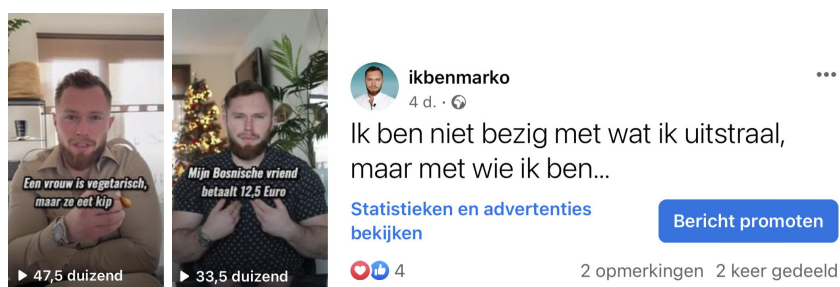 Een vrouw is vegetarisch,
maar ze eet kip
47,5 duizend
Mijn Bosnische vriend
betaalt 12,5 Euro
33,5 duizend
ikbenmarko
4 d. ·
Ik ben niet bezig met wat ik uitstraal,
maar met wie ik ben...
Statistieken en advertenties
bekijken
Bericht promoten
4
2 opmerkingen 2 keer gedeeld